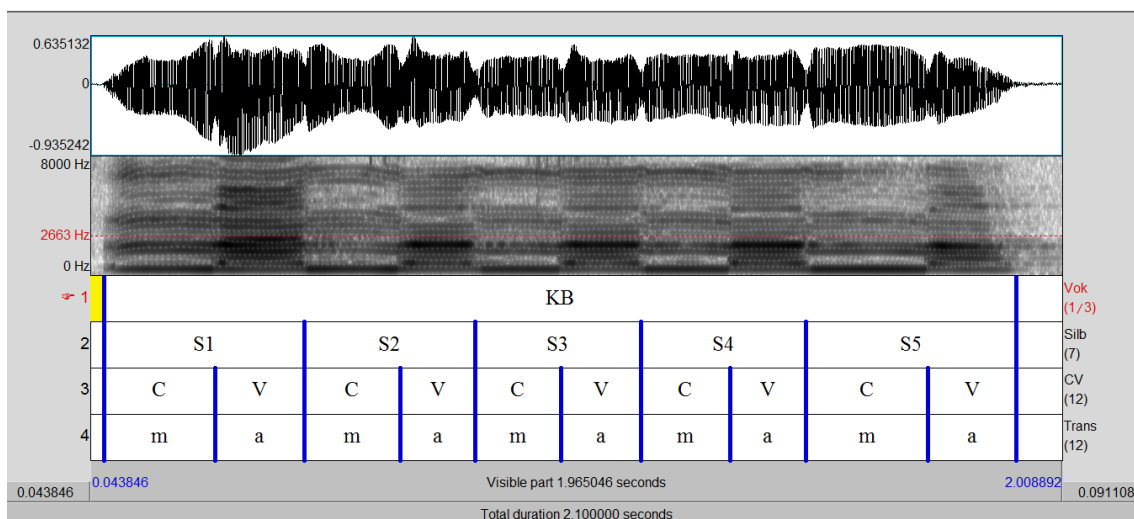 0.635132
0
-0.935242
8000 Hz
2663 Hz
0 Hz
☞ 1 KB Vok (1/3)
2 S1 S2 S3 S4 S5 Silb (7)
3 C V C V C V C V C V CV (12)
4 m a m a m a m a m a Trans (12)
0.043846 Visible part 1.965046 seconds 2.008892
0.043846 0.091108
Total duration 2.100000 seconds